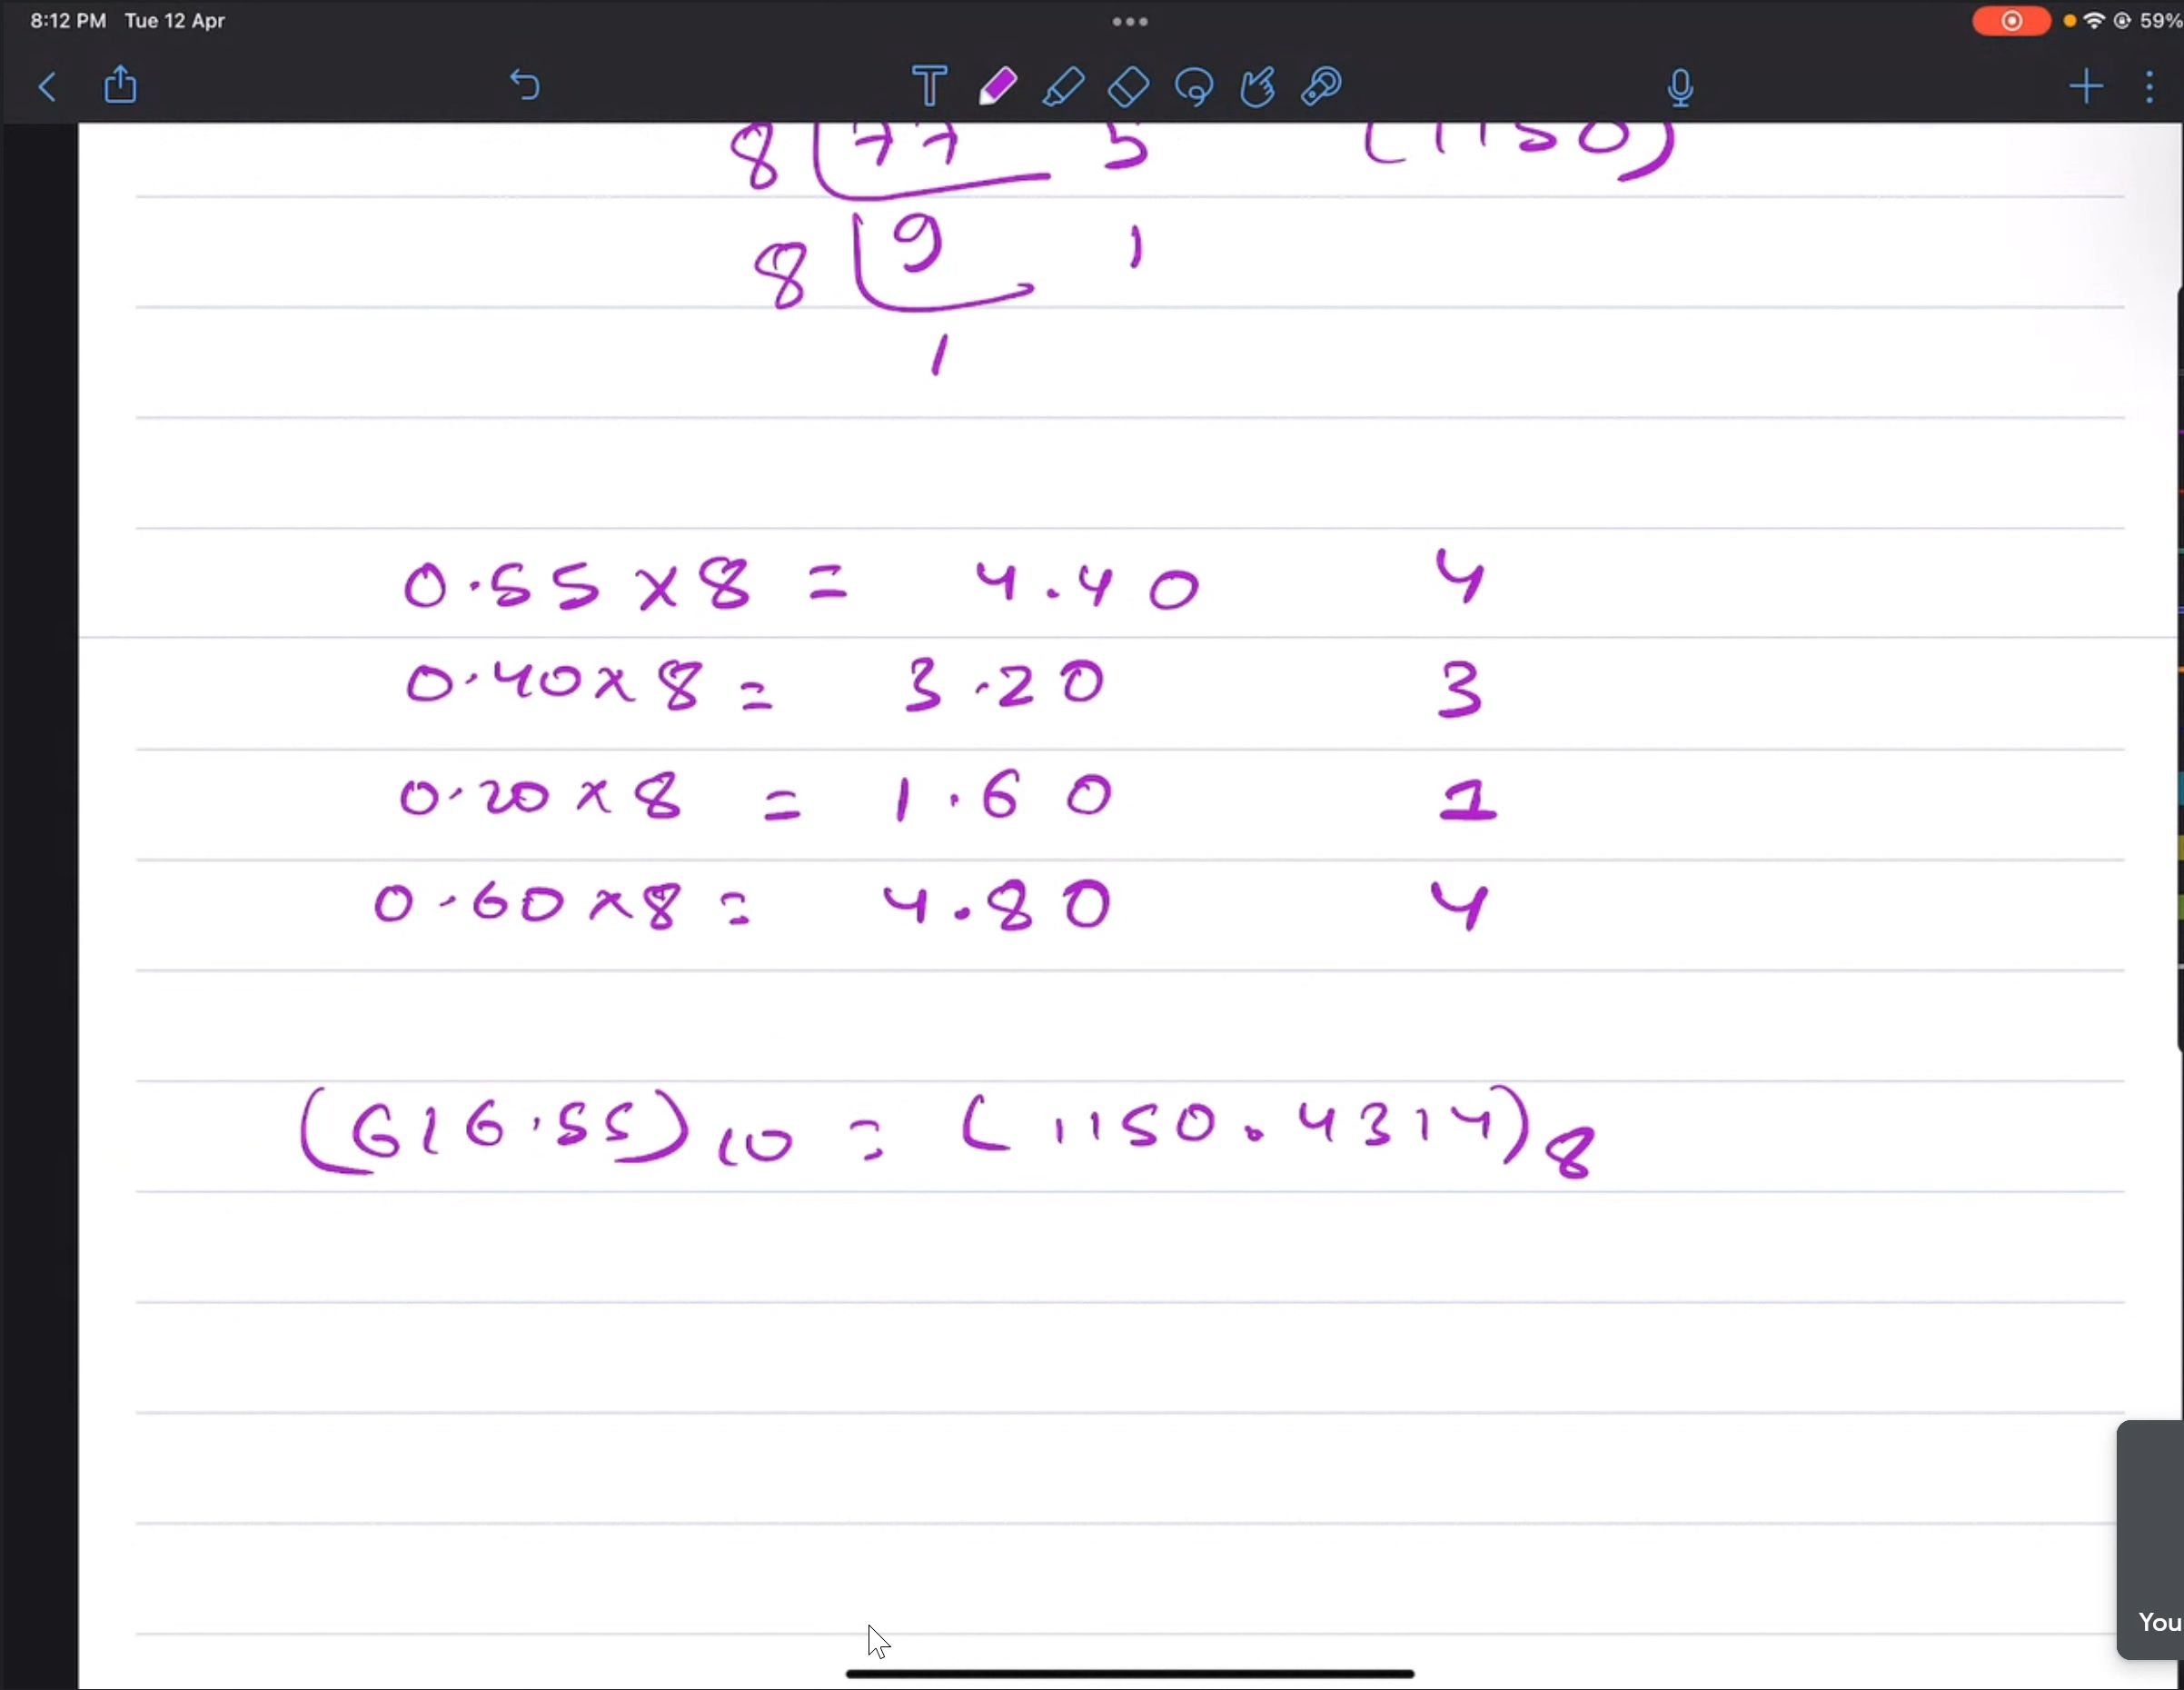 8:12 PM Tue 12 Apr
59%
8 77 5 (1150)
8 9 1
1
0.55 × 8 = 4.40 4
0.40 × 8 = 3.20 3
0.20 × 8 = 1.60 1
0.60 × 8 = 4.80 4
(616.55)10 = (1150.4314)8
You